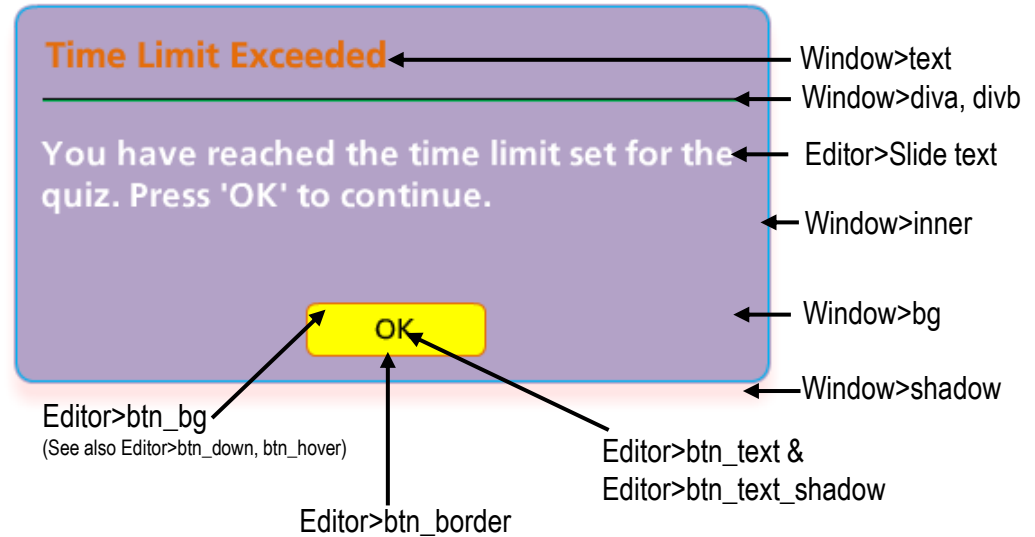 Time Limit Exceeded
Window>text
Window>diva, divb
You have reached the time limit set for the
quiz. Press 'OK' to continue.
Editor>Slide text
Window>inner
Window>bg
OK
Window>shadow
Editor>btn_bg
(See also Editor>btn_down, btn_hover)
Editor>btn_text &
Editor>btn_text_shadow
Editor>btn_border